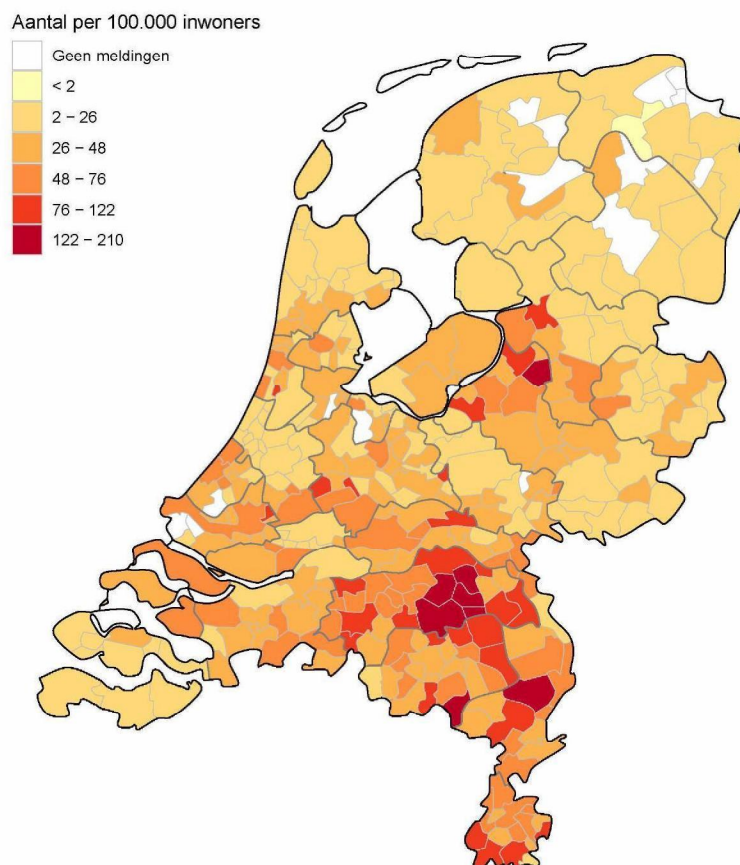 Aantal per 100.000 inwoners
Geen meldingen
< 2
2 – 26
26 – 48
48 – 76
76 – 122
122 – 210